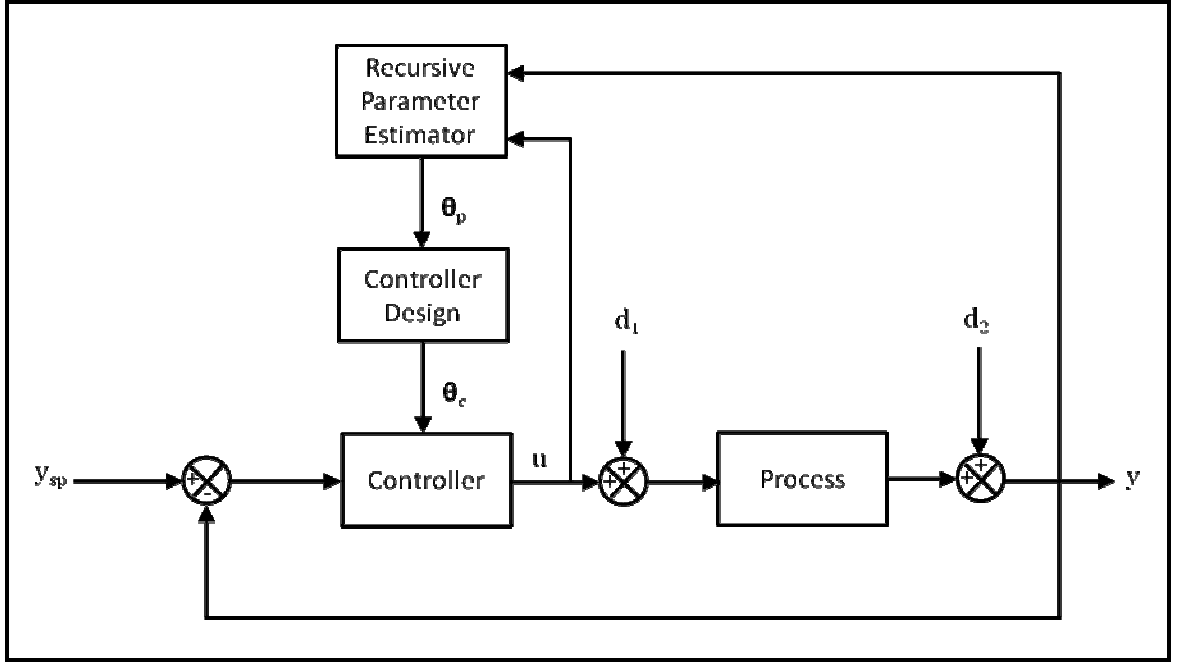 Recursive
Parameter
Estimator
θp
Controller
Design
θc
d1
d2
ysp
+
-
Controller
u
+
+
Process
+
+
y